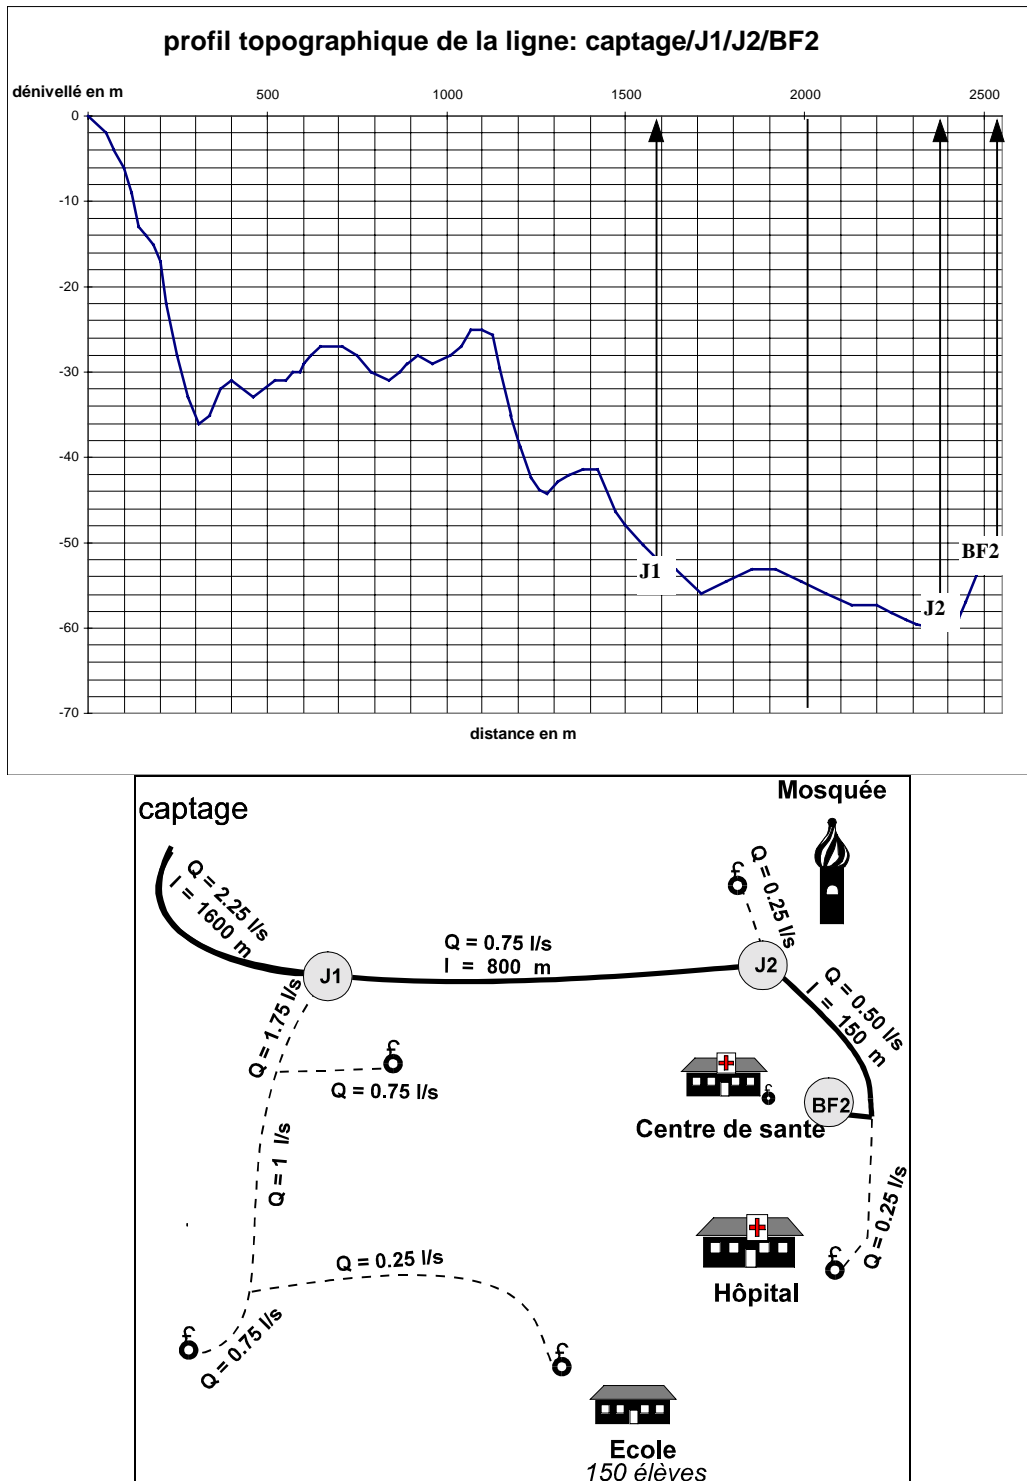 profil topographique de la ligne: captage/J1/J2/BF2
dénivellé en m
500
1000
1500
2000
2500
0
-10
-20
-30
-40
-50
-60
-70
J1
J2
BF2
distance en m
captage
Mosquée
Q = 2.25 l/s
l = 1600 m
Q = 0.25 l/s
Q = 0.75 l/s
l = 800 m
J1
J2
Q = 0.50 l/s
l = 150 m
Q = 1.75 l/s
Q = 0.75 l/s
BF2
Centre de santé
Q = 1 l/s
Q = 0.25 l/s
Q = 0.25 l/s
Hôpital
Q = 0.75 l/s
Ecole
150 élèves